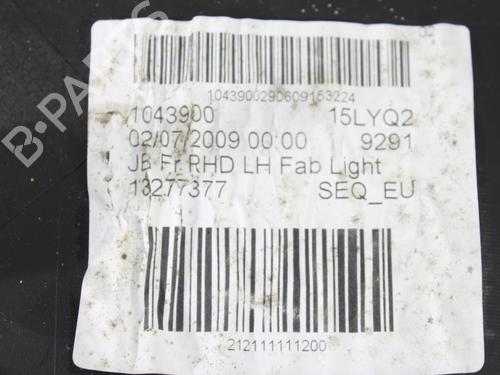 1043900290609153224
1043900 15LYQ2
02/07/2009 00:00 9291
JB Fr RHD LH Fab Light
13277377 SEQ_EU
212111111200
B-PARTS